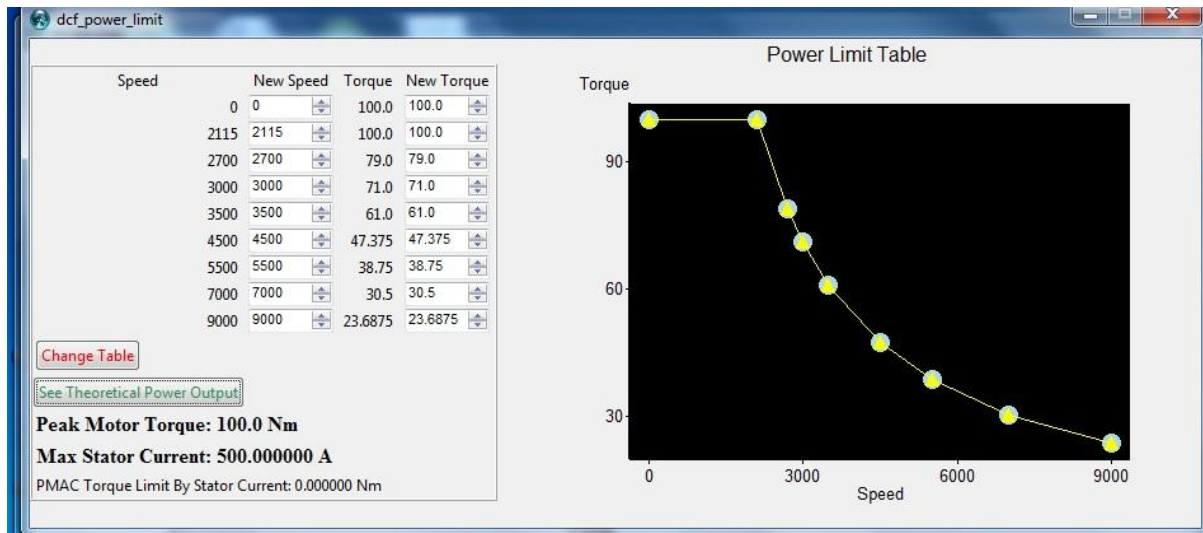 dcf_power_limit
Speed New Speed Torque New Torque
0 0 100.0 100.0
2115 2115 100.0 100.0
2700 2700 79.0 79.0
3000 3000 71.0 71.0
3500 3500 61.0 61.0
4500 4500 47.375 47.375
5500 5500 38.75 38.75
7000 7000 30.5 30.5
9000 9000 23.6875 23.6875
Change Table
See Theoretical Power Output
Peak Motor Torque: 100.0 Nm
Max Stator Current: 500.000000 A
PMAC Torque Limit By Stator Current: 0.000000 Nm
Power Limit Table
Torque
90
60
30
0 3000 6000 9000
Speed